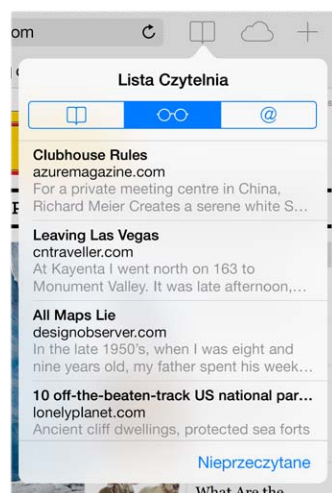 om
Lista Czytelnia
@
Clubhouse Rules
azuremagazine.com
For a private meeting centre in China,
Richard Meier Creates a serene white S...
Leaving Las Vegas
cntraveller.com
At Kayenta I went north on 163 to
Monument Valley. It was late afternoon,...
All Maps Lie
designobserver.com
In the late 1950's, when I was eight and
nine years old, my father spent his week...
10 off-the-beaten-track US national par...
lonelyplanet.com
Ancient cliff dwellings, protected sea forts
Nieprzeczytane
What Are the